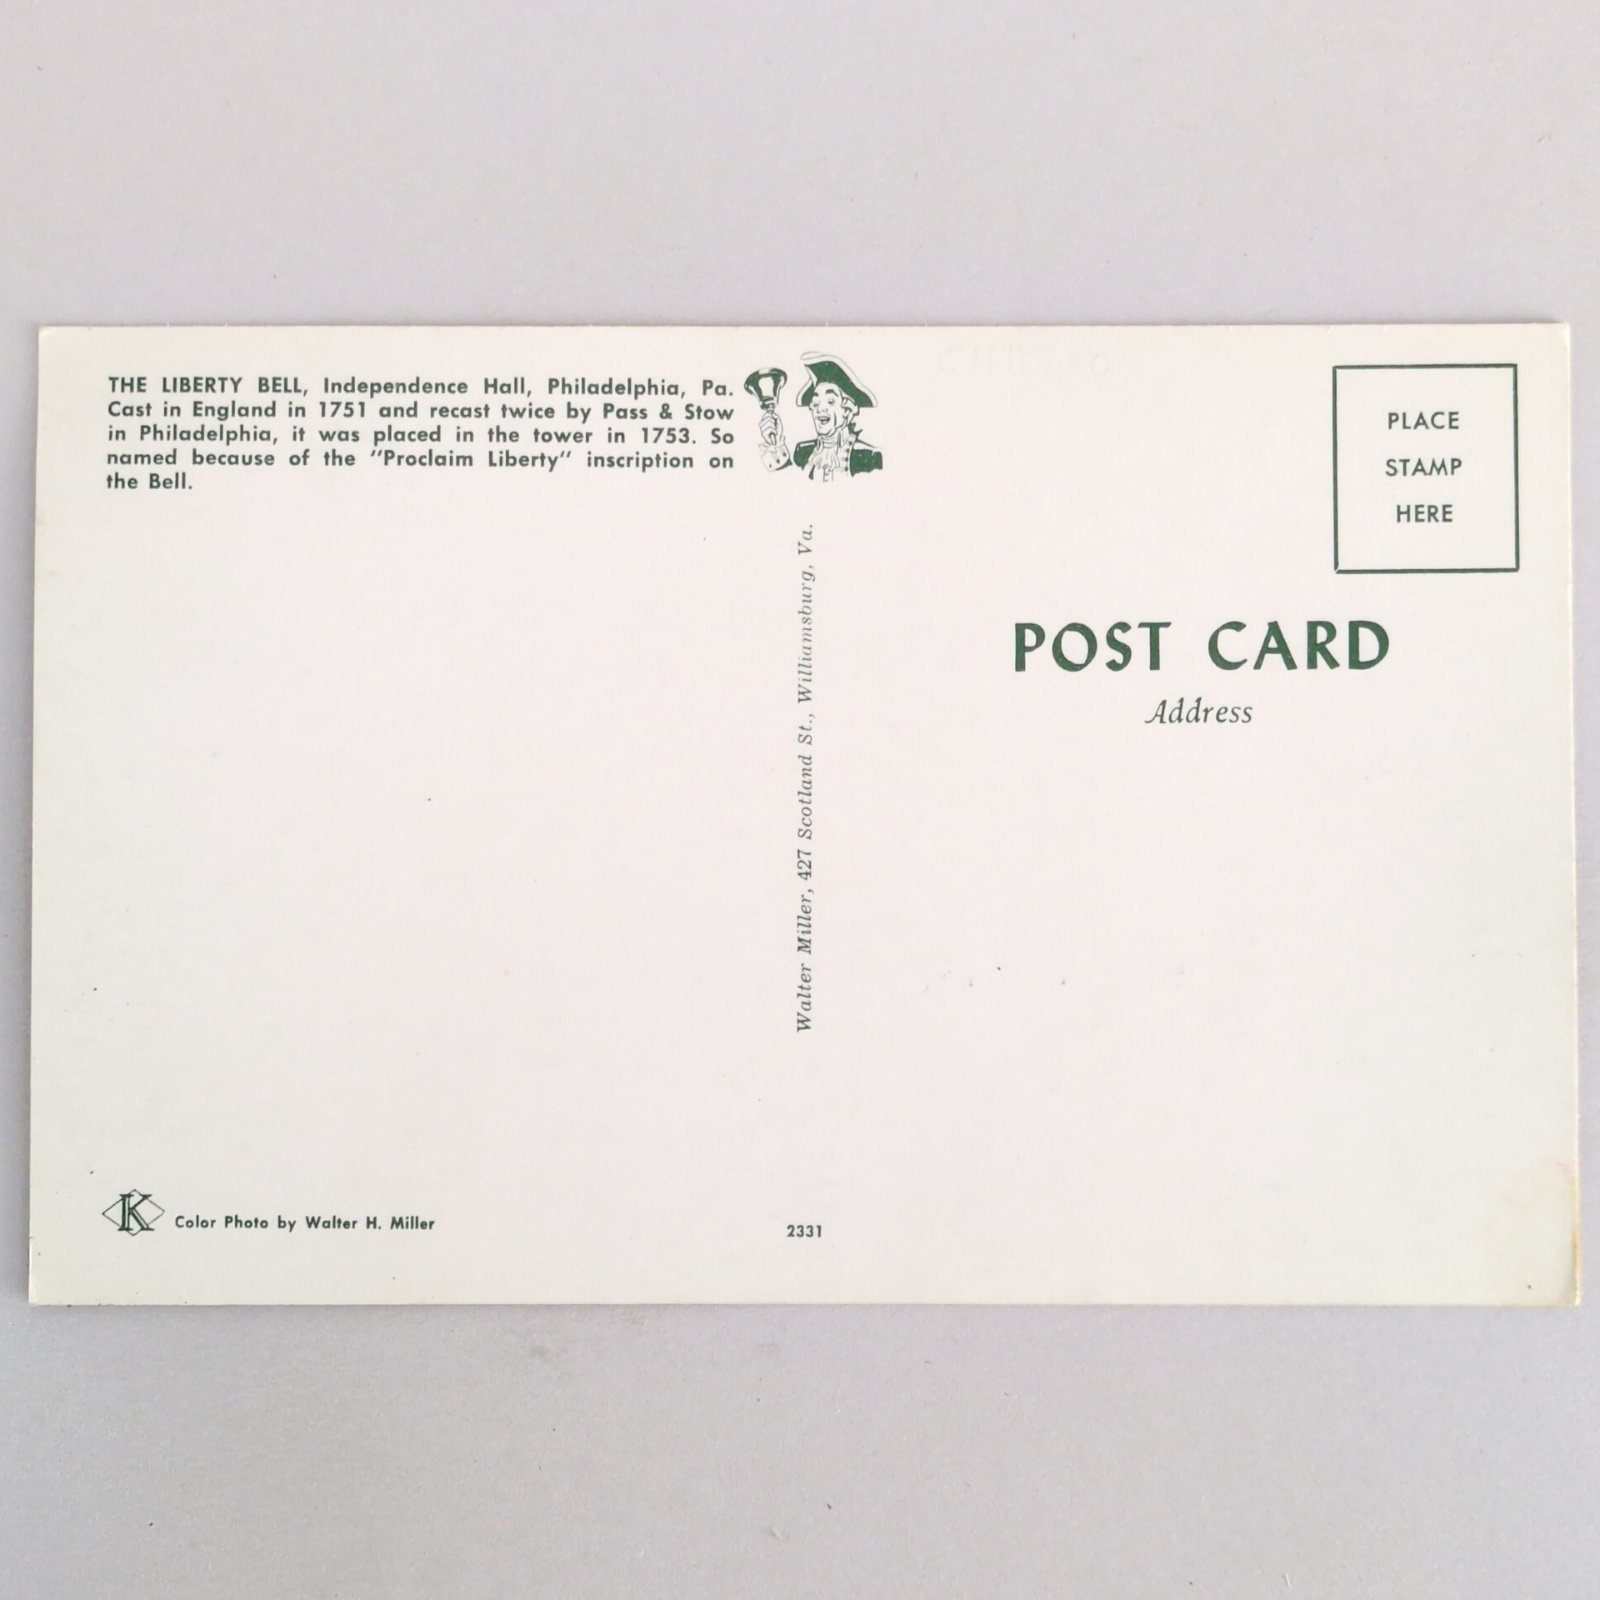 THE LIBERTY BELL, Independence Hall, Philadelphia, Pa.
Cast in England in 1751 and recast twice by Pass & Stow
in Philadelphia, it was placed in the tower in 1753. So
named because of the "Proclaim Liberty" inscription on
the Bell.
Walter Miller, 427 Scotland St., Williamsburg, Va.
PLACE
STAMP
HERE
POST CARD
Address
K Color Photo by Walter H. Miller
2331